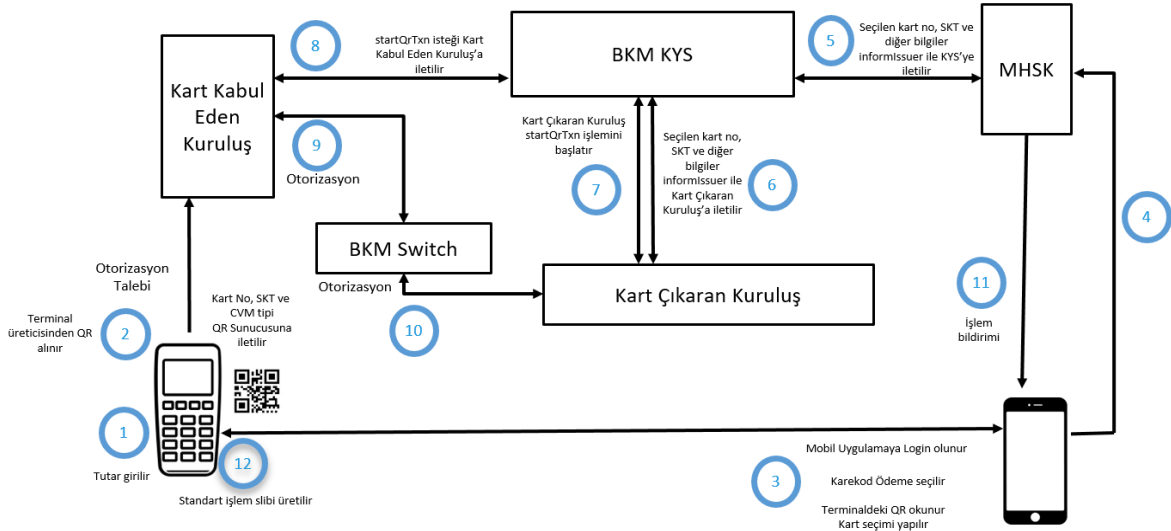 8
startQrTxn isteği Kart
Kabul Eden Kuruluş'a
iletilir
BKM KYS
5
Seçilen kart no, SKT ve
diğer bilgiler
informIssuer ile KYS'ye
iletilir
MHSK
Kart Kabul
Eden
Kuruluş
9
Otorizasyon
Kart Çıkaran Kuruluş
startQrTxn işlemini
başlatır
7
Seçilen kart no,
SKT ve diğer
bilgiler
informIssuer ile
Kart Çıkaran
Kuruluş'a iletilir
6
4
BKM Switch
Otorizasyon
10
Kart Çıkaran Kuruluş
11
İşlem
bildirimi
Otorizasyon
Talebi
2
Terminal
üreticisinden QR
alınır
Kart No, SKT ve
CVM tipi
QR Sunucusuna
iletilir
1
Tutar girilir
12
Standart işlem slibi üretilir
3
Mobil Uygulamaya Login olunur
Karekod Ödeme seçilir
Terminaldeki QR okunur
Kart seçimi yapılır